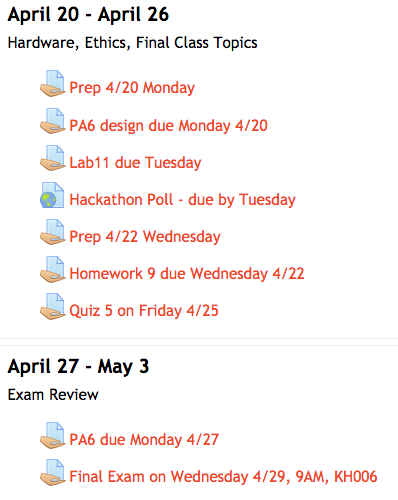 April 20 - April 26
Hardware, Ethics, Final Class Topics
Prep 4/20 Monday
PA6 design due Monday 4/20
Lab11 due Tuesday
Hackathon Poll - due by Tuesday
Prep 4/22 Wednesday
Homework 9 due Wednesday 4/22
Quiz 5 on Friday 4/25
April 27 - May 3
Exam Review
PA6 due Monday 4/27
Final Exam on Wednesday 4/29, 9AM, KH006